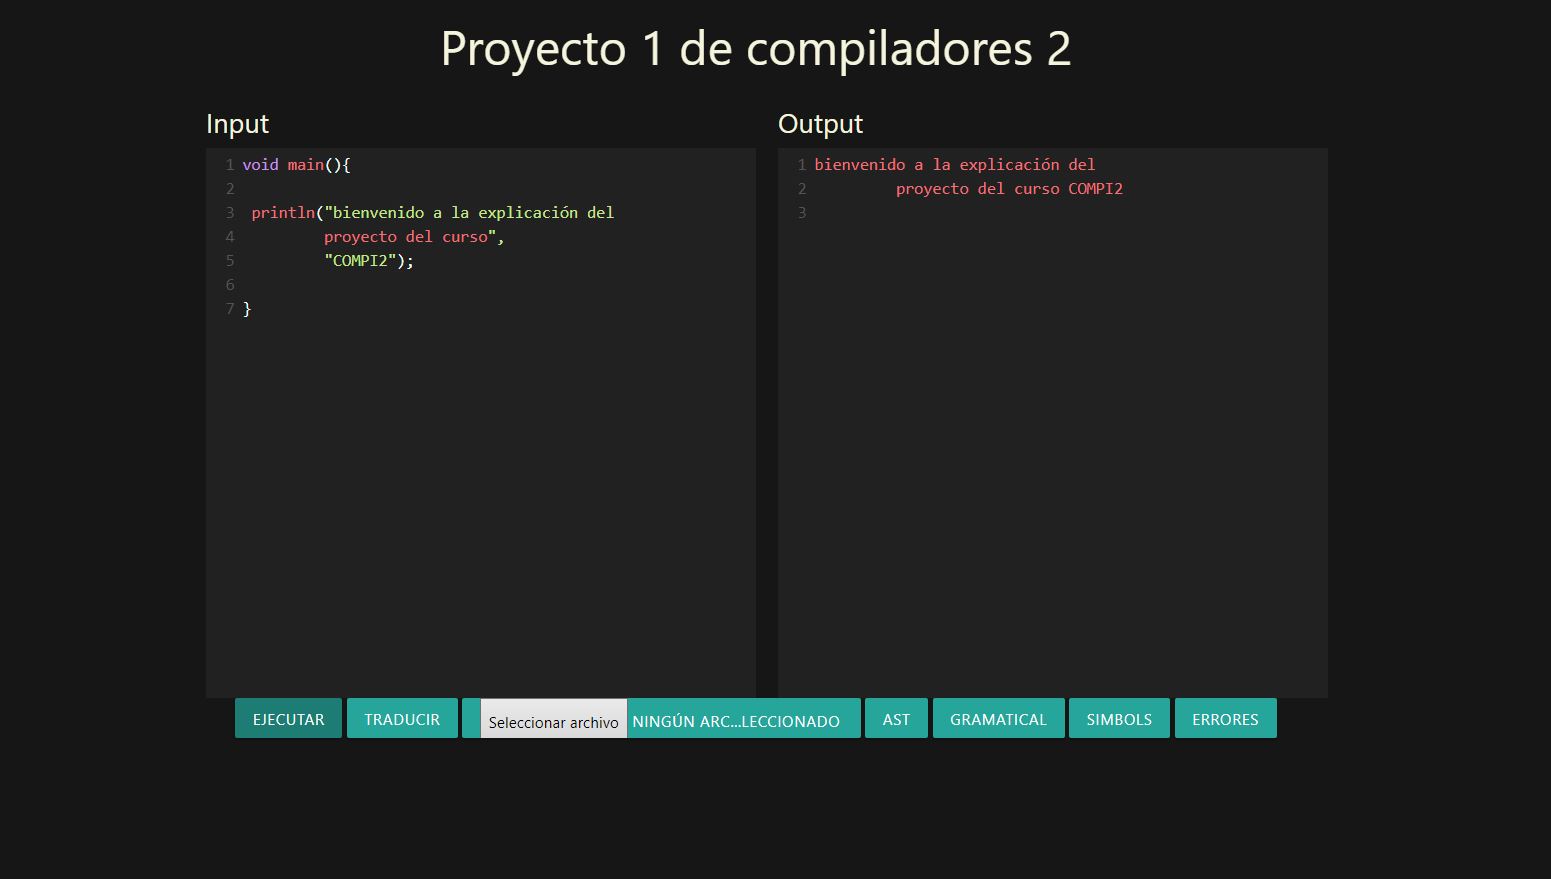 Proyecto 1 de compiladores 2
Input
1 void main(){
2
3 println("bienvenido a la explicación del
4 proyecto del curso",
5 "COMPI2");
6
7 }
Output
1 bienvenido a la explicación del
2 proyecto del curso COMPI2
3
EJECUTAR TRADUCIR Seleccionar archivo NINGÚN ARC...LECCIONADO AST GRAMATICAL SIMBOLS ERRORES